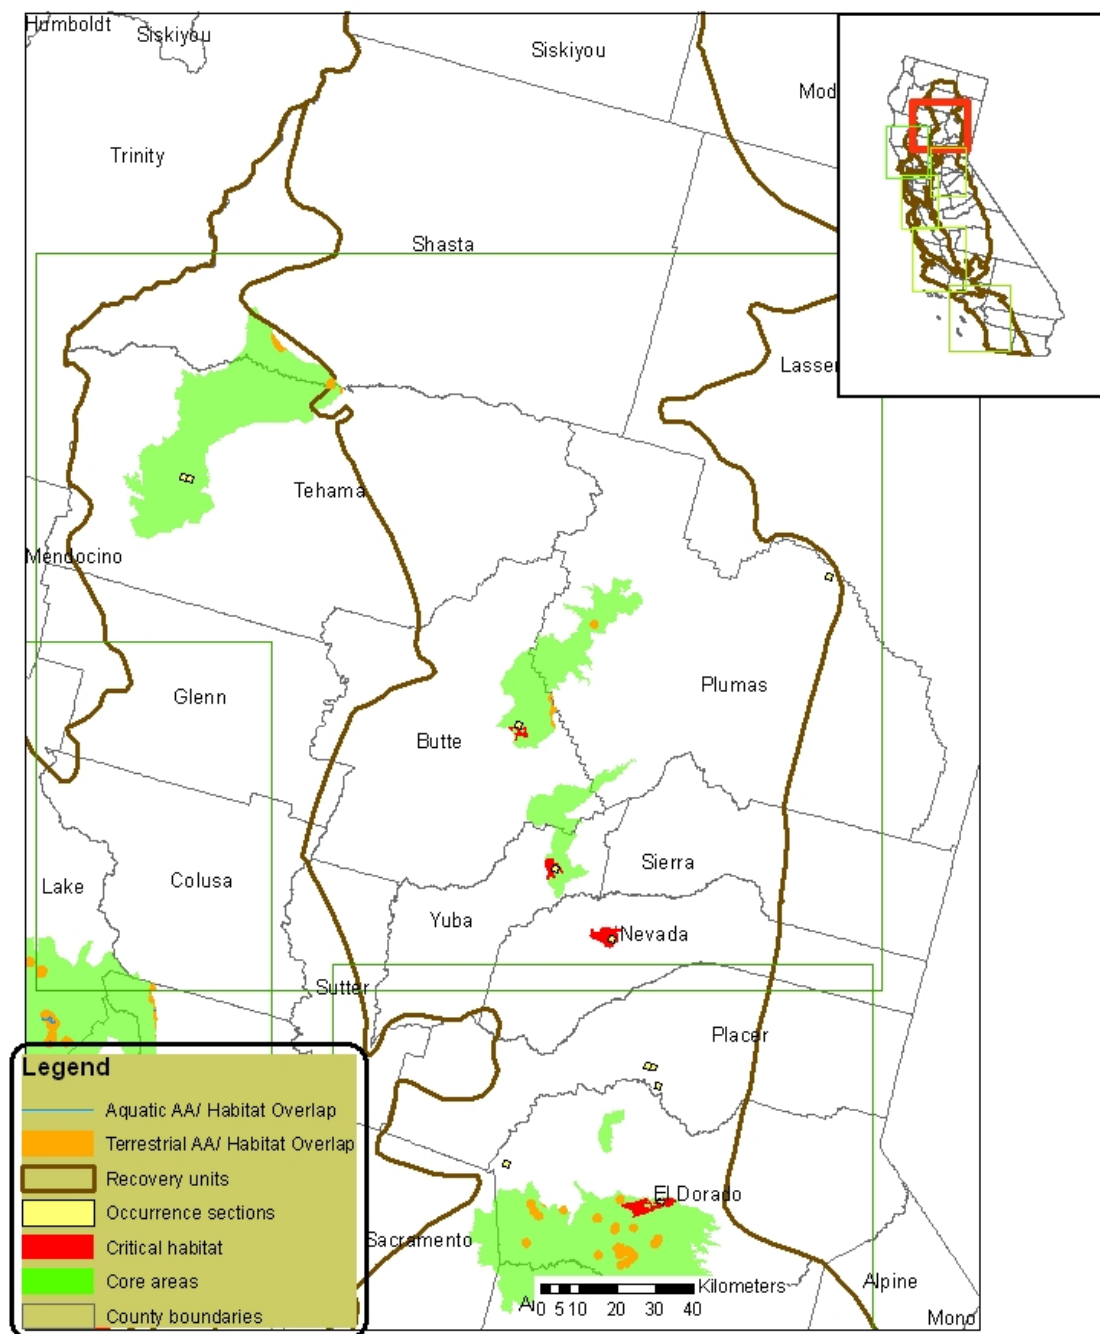 Humboldt
Siskiyou
Siskiyou
Mod
Trinity
Shasta
Lasser
Tehama
Mendocino
Glenn
Plumas
Butte
Sierra
Lake
Colusa
Yuba
Nevada
Sutter
Placer
Legend
Aquatic AA/ Habitat Overlap
Terrestrial AA/ Habitat Overlap
Recovery units
Occurrence sections
Critical habitat
Core areas
County boundaries
El Dorado
Sacramento
Kilometers
Alpine
0 5 10 20 30 40
Mono